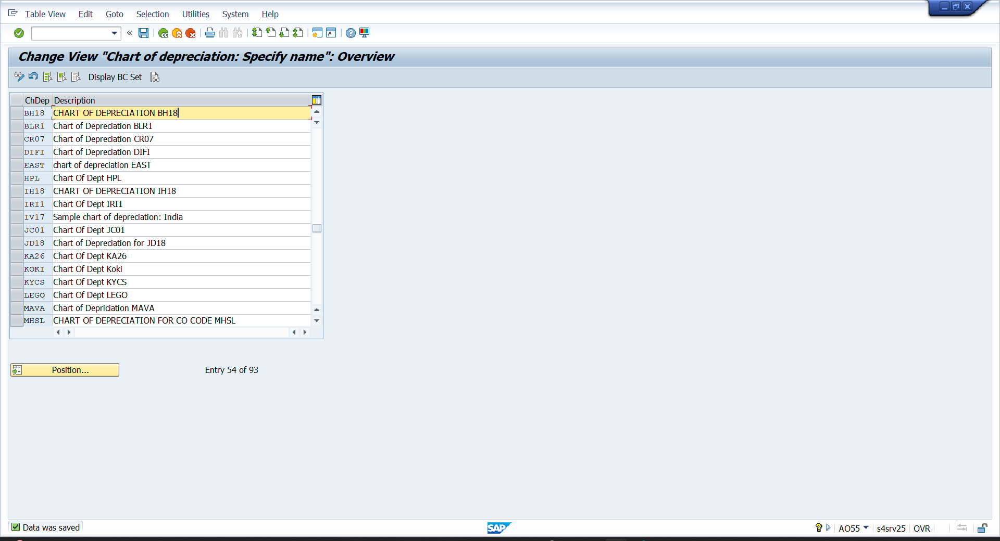 Table View Edit Goto Selection Utilities System Help
Change View "Chart of depreciation: Specify name": Overview
Display BC Set
ChDep Description
BH18 CHART OF DEPRECIATION BH18
BLR1 Chart of Depreciation BLR1
CR07 Chart of Depreciation CR07
DIFI Chart of Depreciation DIFI
EAST chart of depreciation EAST
HPL Chart Of Dept HPL
IH18 CHART OF DEPRECIATION IH18
IRI1 Chart Of Dept IRI1
IV17 Sample chart of depreciation: India
JC01 Chart Of Dept JC01
JD18 Chart of Depreciation for JD18
KA26 Chart Of Dept KA26
KOKI Chart Of Dept Koki
KYCS Chart Of Dept KYCS
LEGO Chart Of Dept LEGO
MAVA Chart of Depriciation MAVA
MHSL CHART OF DEPRECIATION FOR CO CODE MHSL
Position... Entry 54 of 93
Data was saved SAP AO55 s4srv25 OVR